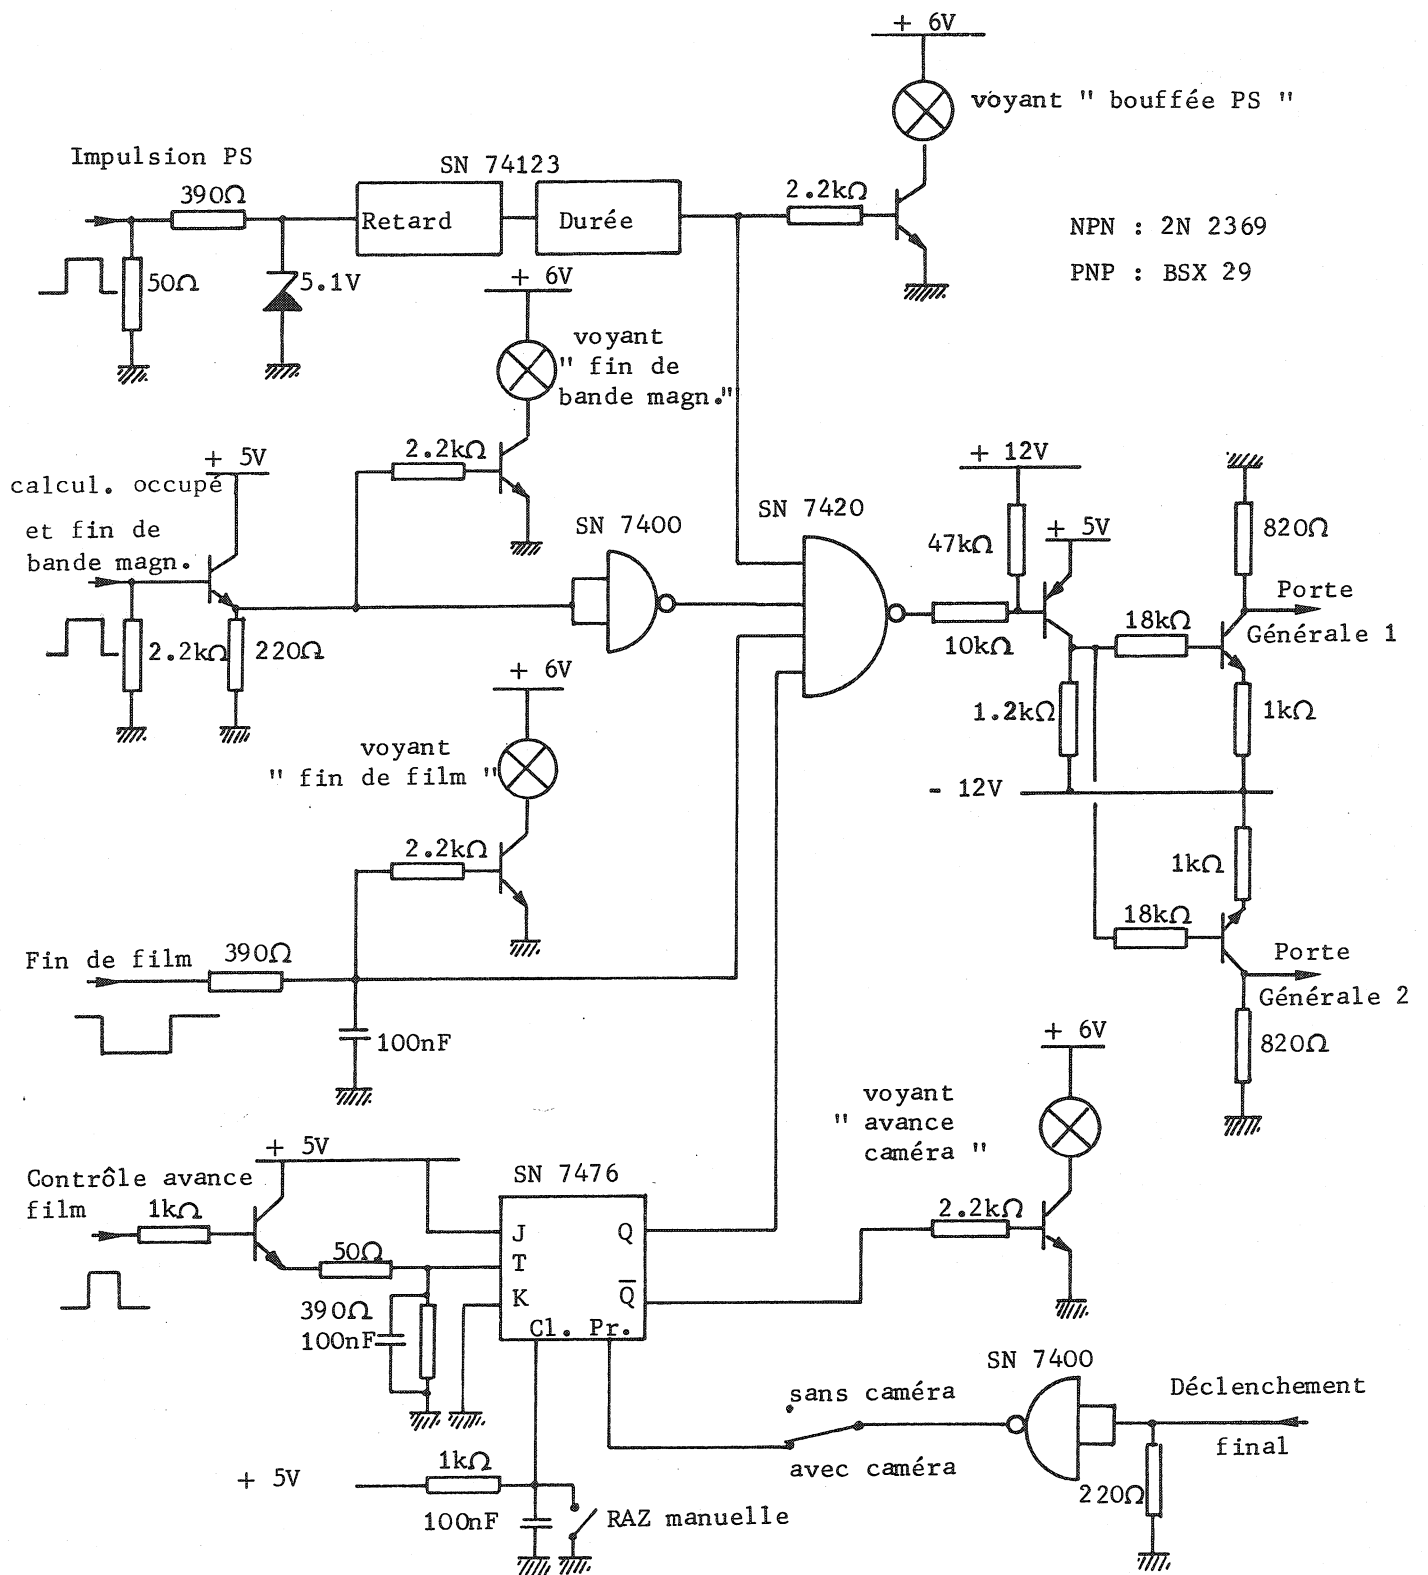 + 6V
voyant " bouffée PS "
Impulsion PS
SN 74123
390Ω
Retard
Durée
2.2kΩ
NPN : 2N 2369
PNP : BSX 29
50Ω
5.1V
+ 6V
voyant
" fin de
bande magn."
+ 5V
2.2kΩ
calcul. occupé
et fin de
bande magn.
SN 7400
SN 7420
+ 12V
47kΩ
+ 5V
820Ω
Porte
Générale 1
2.2kΩ
220Ω
10kΩ
18kΩ
1.2kΩ
1kΩ
+ 6V
voyant
" fin de film "
- 12V
2.2kΩ
1kΩ
18kΩ
Fin de film
390Ω
Porte
Générale 2
100nF
820Ω
+ 6V
voyant
" avance
caméra "
+ 5V
Contrôle avance
film
1kΩ
SN 7476
J
Q
T
K
Q̅
Cl. Pr.
50Ω
390Ω
100nF
2.2kΩ
SN 7400
sans caméra
avec caméra
Déclenchement
final
220Ω
+ 5V
1kΩ
100nF
RAZ manuelle